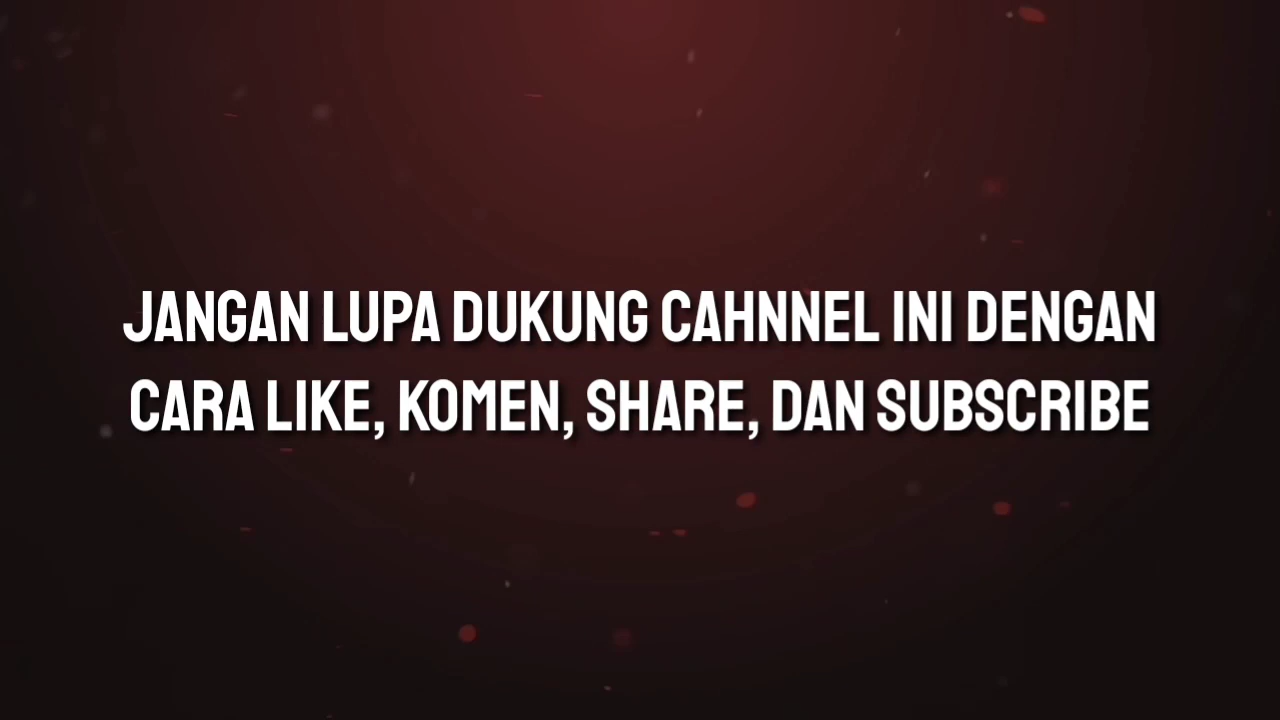 JANGAN LUPA DUKUNG CAHNNEL INI DENGAN
CARA LIKE, KOMEN, SHARE, DAN SUBSCRIBE